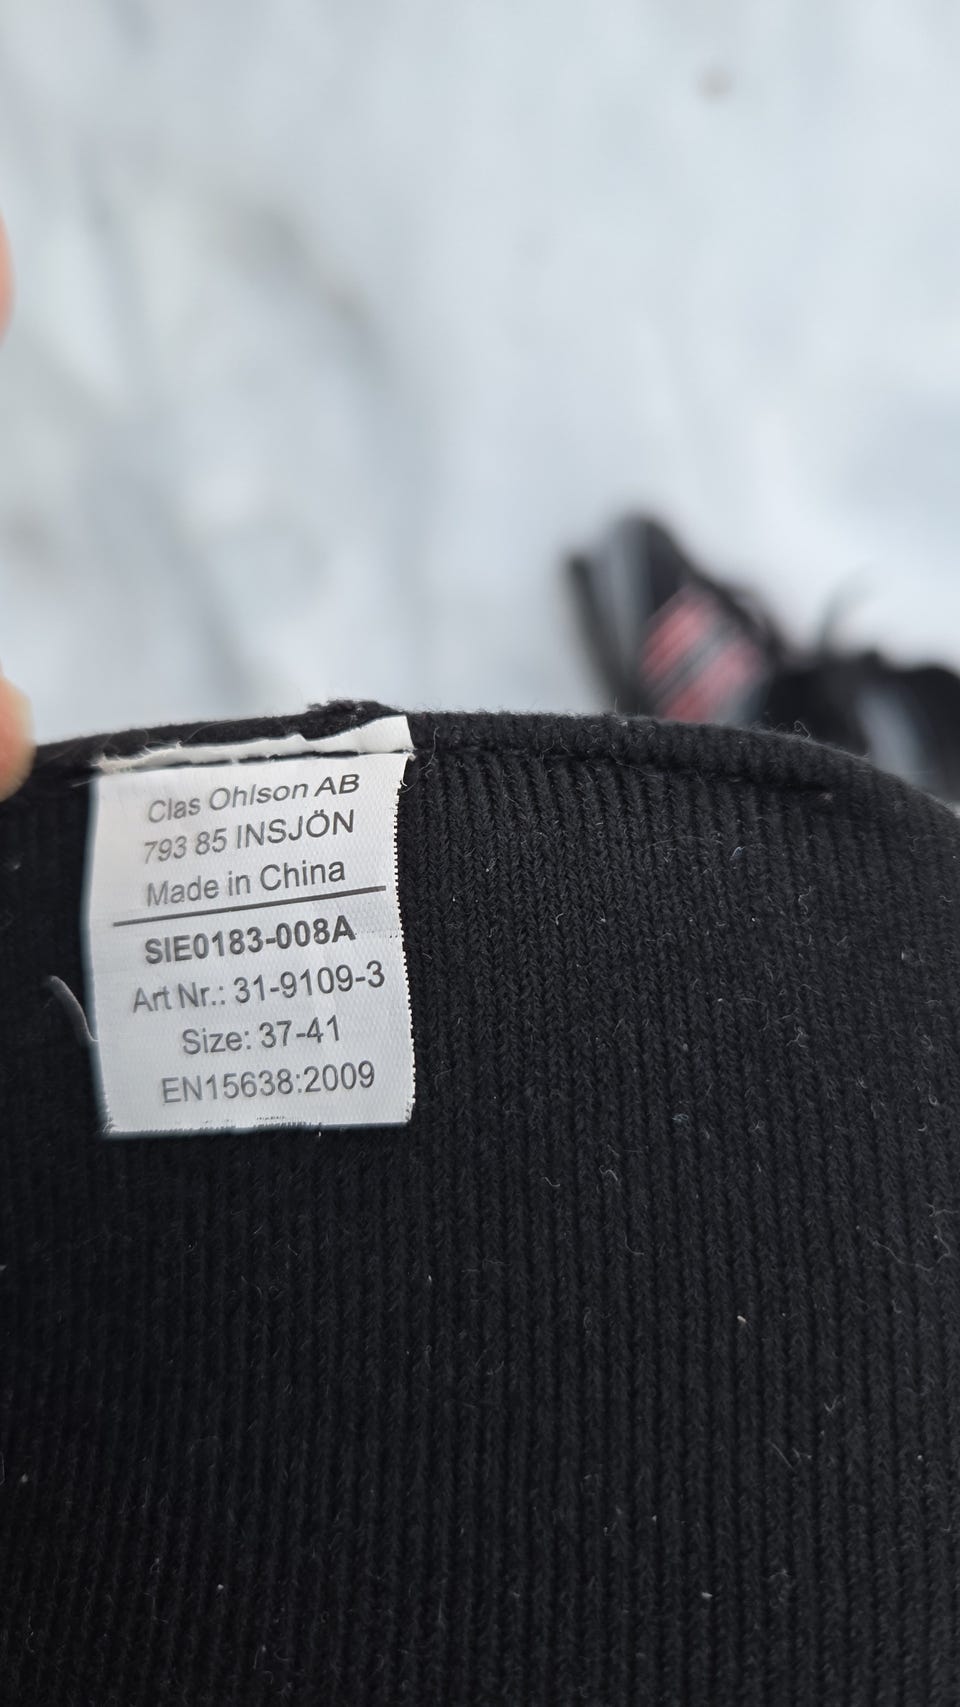 Clas Ohlson AB
793 85 INSJÖN
Made in China
SIE0183-008A
Art Nr.: 31-9109-3
Size: 37-41
EN15638:2009